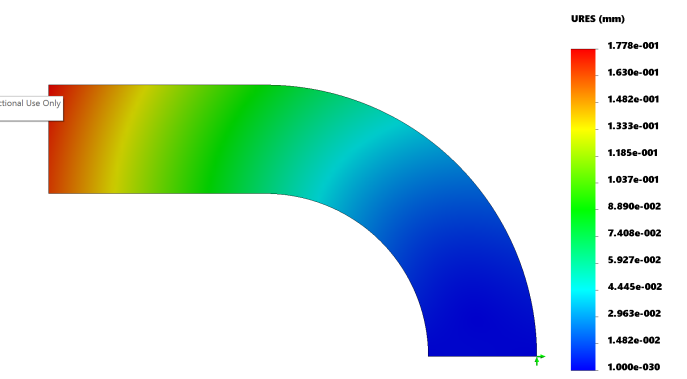 URES (mm)
1.778e-001
1.630e-001
1.482e-001
1.333e-001
1.185e-001
1.037e-001
8.890e-002
7.408e-002
5.927e-002
4.445e-002
2.963e-002
1.482e-002
1.000e-030
ctional Use Only